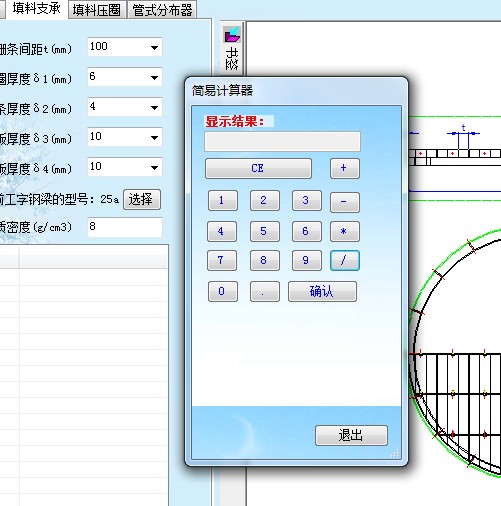 填料支承 填料压圈 管式分布器
栅条间距t(mm) 100
厚度δ1(mm) 6
条厚度δ2(mm) 4
板厚度δ3(mm) 10
板厚度δ4(mm) 10
前工字钢梁的型号: 25a 选择
质密度(g/cm3) 8
书签
t
简易计算器
显示结果:
CE +
1 2 3 -
4 5 6 *
7 8 9 /
0 . 确认
退出